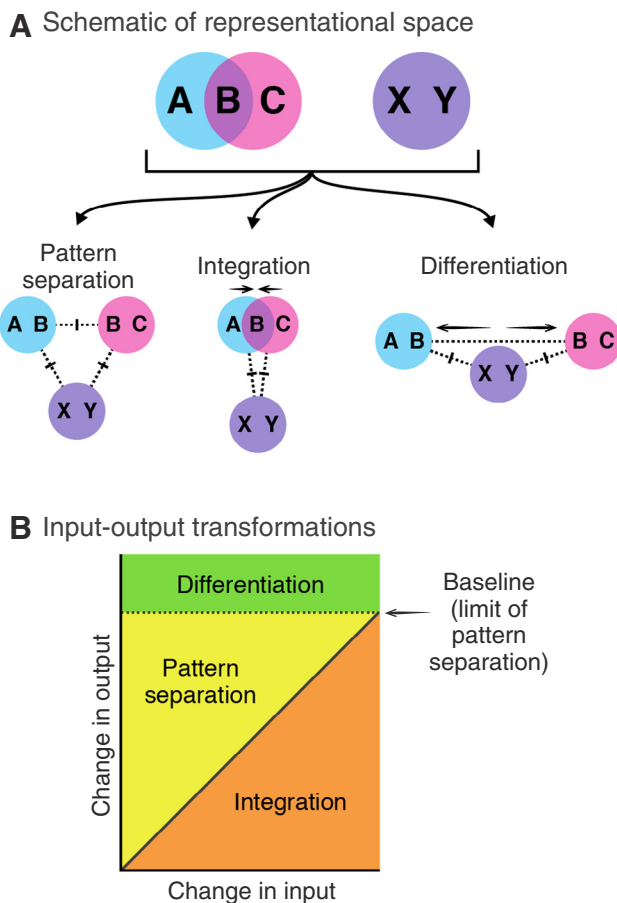 A Schematic of representational space
A B C
X Y
Pattern
separation
Integration
Differentiation
A B
B C
X Y
A B C
X Y
A B
B C
X Y
B Input-output transformations
Differentiation
Pattern
separation
Integration
Baseline
(limit of
pattern
separation)
Change in output
Change in input